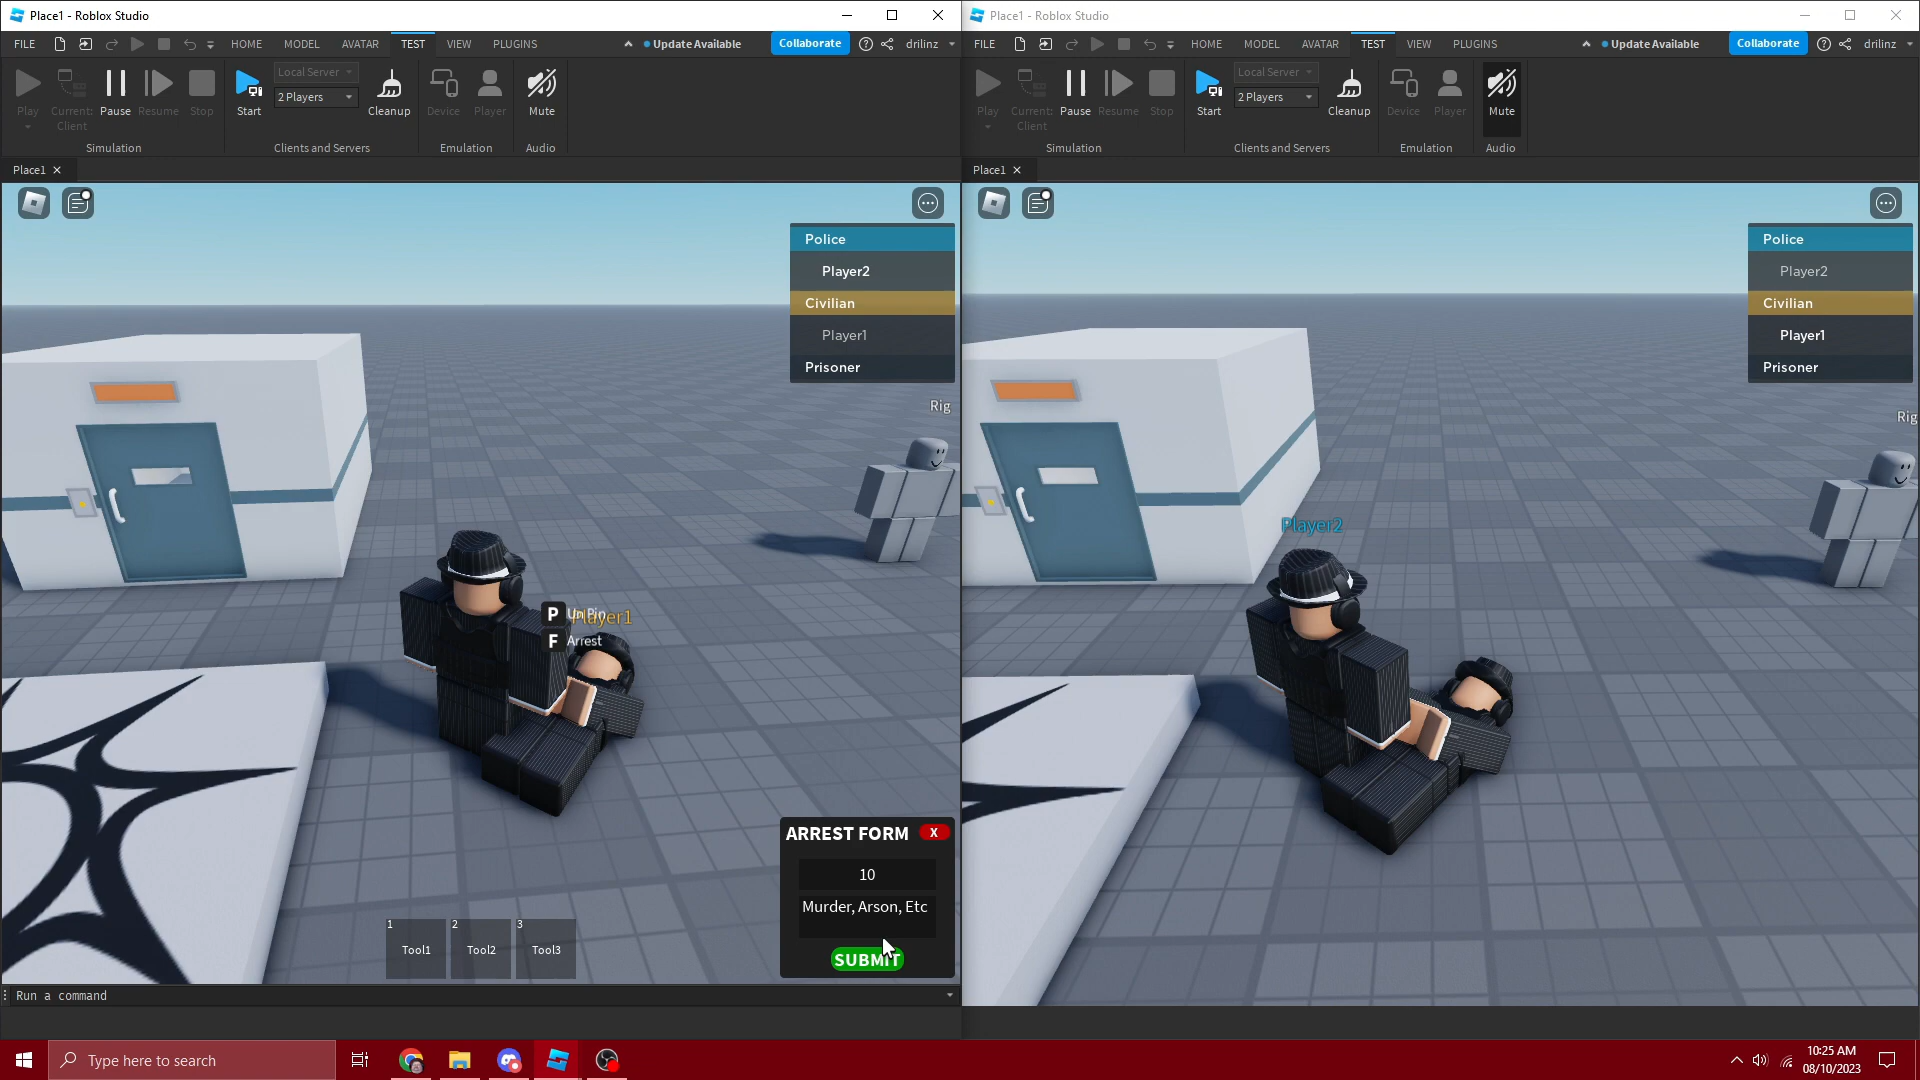 Place1 - Roblox Studio
FILE HOME MODEL AVATAR TEST VIEW PLUGINS Update Available Collaborate drilinz
Play Current Client Pause Resume Stop Start Local Server 2 Players Cleanup Device Player Mute
Simulation Clients and Servers Emulation Audio
Place1
Police
Player2
Civilian
Player1
Prisoner
Rig
P Un Pin
Player1
F Arrest
ARREST FORM X
10
Murder, Arson, Etc
SUBMIT
1 2 3
Tool1 Tool2 Tool3
Run a command
Place1 - Roblox Studio
FILE HOME MODEL AVATAR TEST VIEW PLUGINS Update Available Collaborate drilinz
Play Current Client Pause Resume Stop Start Local Server 2 Players Cleanup Device Player Mute
Simulation Clients and Servers Emulation Audio
Place1
Police
Player2
Civilian
Player1
Prisoner
Rig
Player2
Type here to search
10:25 AM
08/10/2023